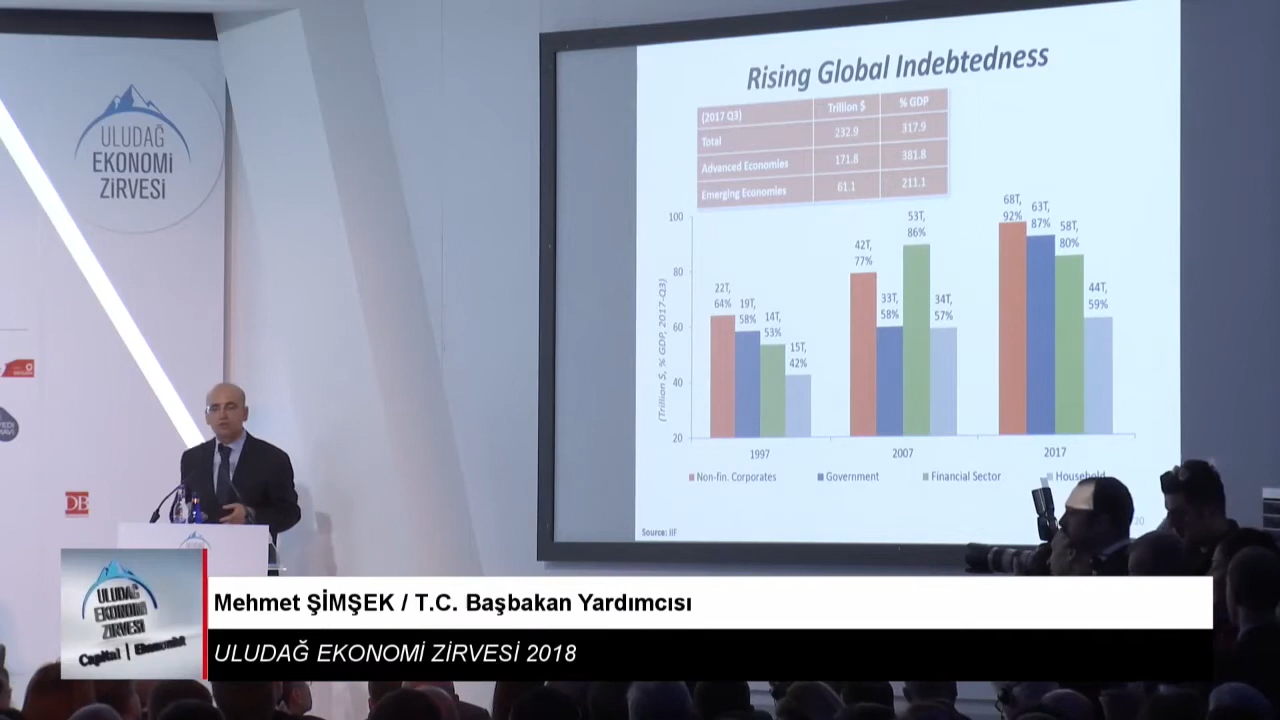 ULUDAĞ
EKONOMİ
ZİRVESİ
DB
Rising Global Indebtedness
(2017 Q3) Trillion $ % GDP
Total 232.9 317.9
Advanced Economies 171.8 381.8
Emerging Economies 61.1 211.1
(Trillion $, % GDP, 2017-Q3)
100
80
60
40
20
22T,
64%
19T,
58%
14T,
53%
15T,
42%
42T,
77%
33T,
58%
53T,
86%
34T,
57%
68T,
92%
63T,
87%
58T,
80%
44T,
59%
1997 2007 2017
Non-fin. Corporates Government Financial Sector Household
Source: IIF
20
ULUDAĞ
EKONOMİ
ZİRVESİ
Capital | Ekonomist
Mehmet ŞİMŞEK / T.C. Başbakan Yardımcısı
ULUDAĞ EKONOMİ ZİRVESİ 2018